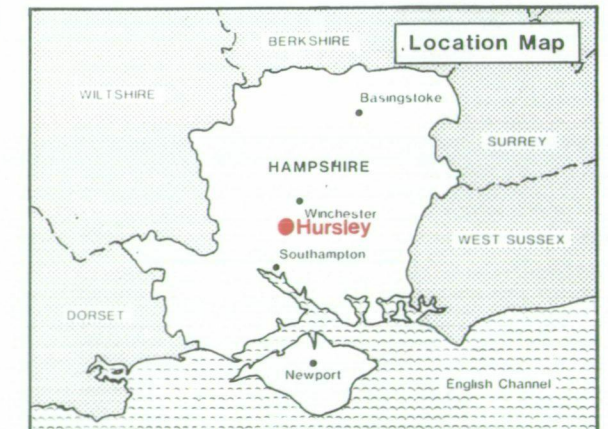 BERKSHIRE
Location Map
WILTSHIRE
Basingstoke
SURREY
HAMPSHIRE
Winchester
Hursley
WEST SUSSEX
Southampton
DORSET
Newport
English Channel